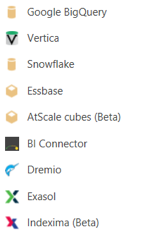 Google BigQuery
Vertica
Snowflake
Essbase
AtScale cubes (Beta)
BI Connector
Dremio
Exasol
Indexima (Beta)